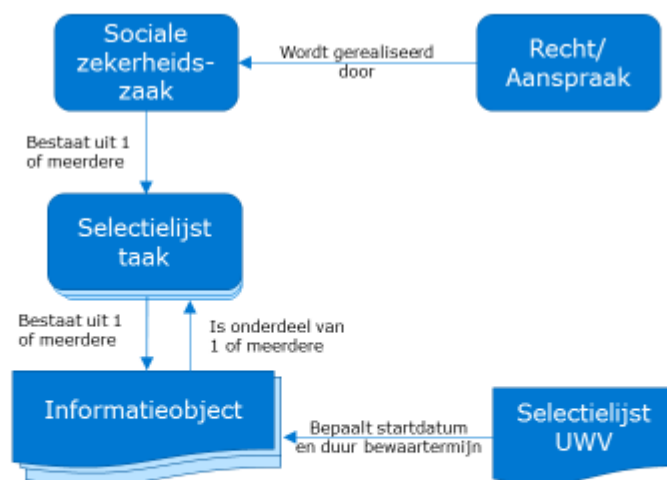 Sociale
zekerheids-
zaak
Wordt gerealiseerd
door
Recht/
Aanspraak
Bestaat uit 1
of meerdere
Selectielijst
taak
Bestaat uit 1
of meerdere
Is onderdeel van
1 of meerdere
Informatieobject
Bepaalt startdatum
en duur bewaartermijn
Selectielijst
UWV